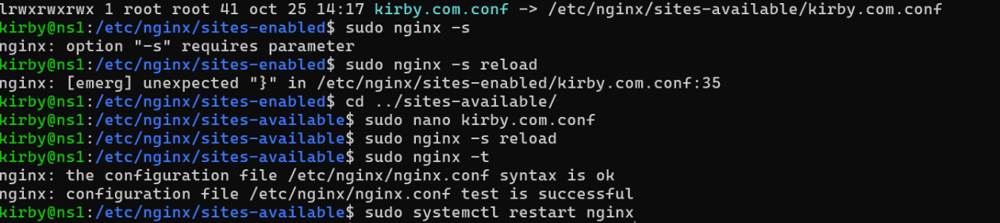 lrwxrwxrwx 1 root root 41 oct 25 14:17 kirby.com.conf -> /etc/nginx/sites-available/kirby.com.conf
kirby@ns1:/etc/nginx/sites-enabled$ sudo nginx -s
nginx: option "-s" requires parameter
kirby@ns1:/etc/nginx/sites-enabled$ sudo nginx -s reload
nginx: [emerg] unexpected "}" in /etc/nginx/sites-enabled/kirby.com.conf:35
kirby@ns1:/etc/nginx/sites-enabled$ cd ../sites-available/
kirby@ns1:/etc/nginx/sites-available$ sudo nano kirby.com.conf
kirby@ns1:/etc/nginx/sites-available$ sudo nginx -s reload
kirby@ns1:/etc/nginx/sites-available$ sudo nginx -t
nginx: the configuration file /etc/nginx/nginx.conf syntax is ok
nginx: configuration file /etc/nginx/nginx.conf test is successful
kirby@ns1:/etc/nginx/sites-available$ sudo systemctl restart nginx